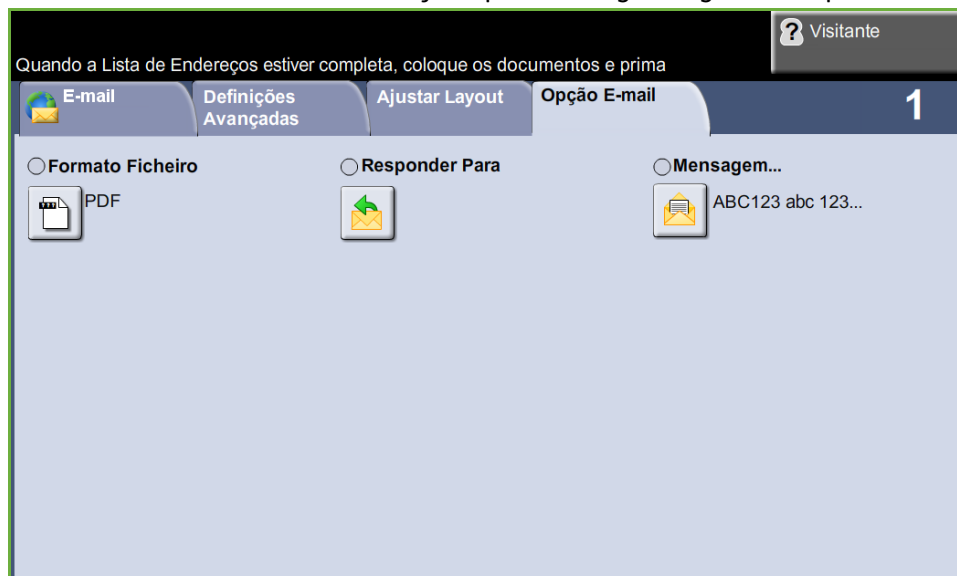 Visitante
Quando a Lista de Endereços estiver completa, coloque os documentos e prima
E-mail
Definições
Avançadas
Ajustar Layout
Opção E-mail
1
Formato Ficheiro
Responder Para
Mensagem...
PDF
ABC123 abc 123...